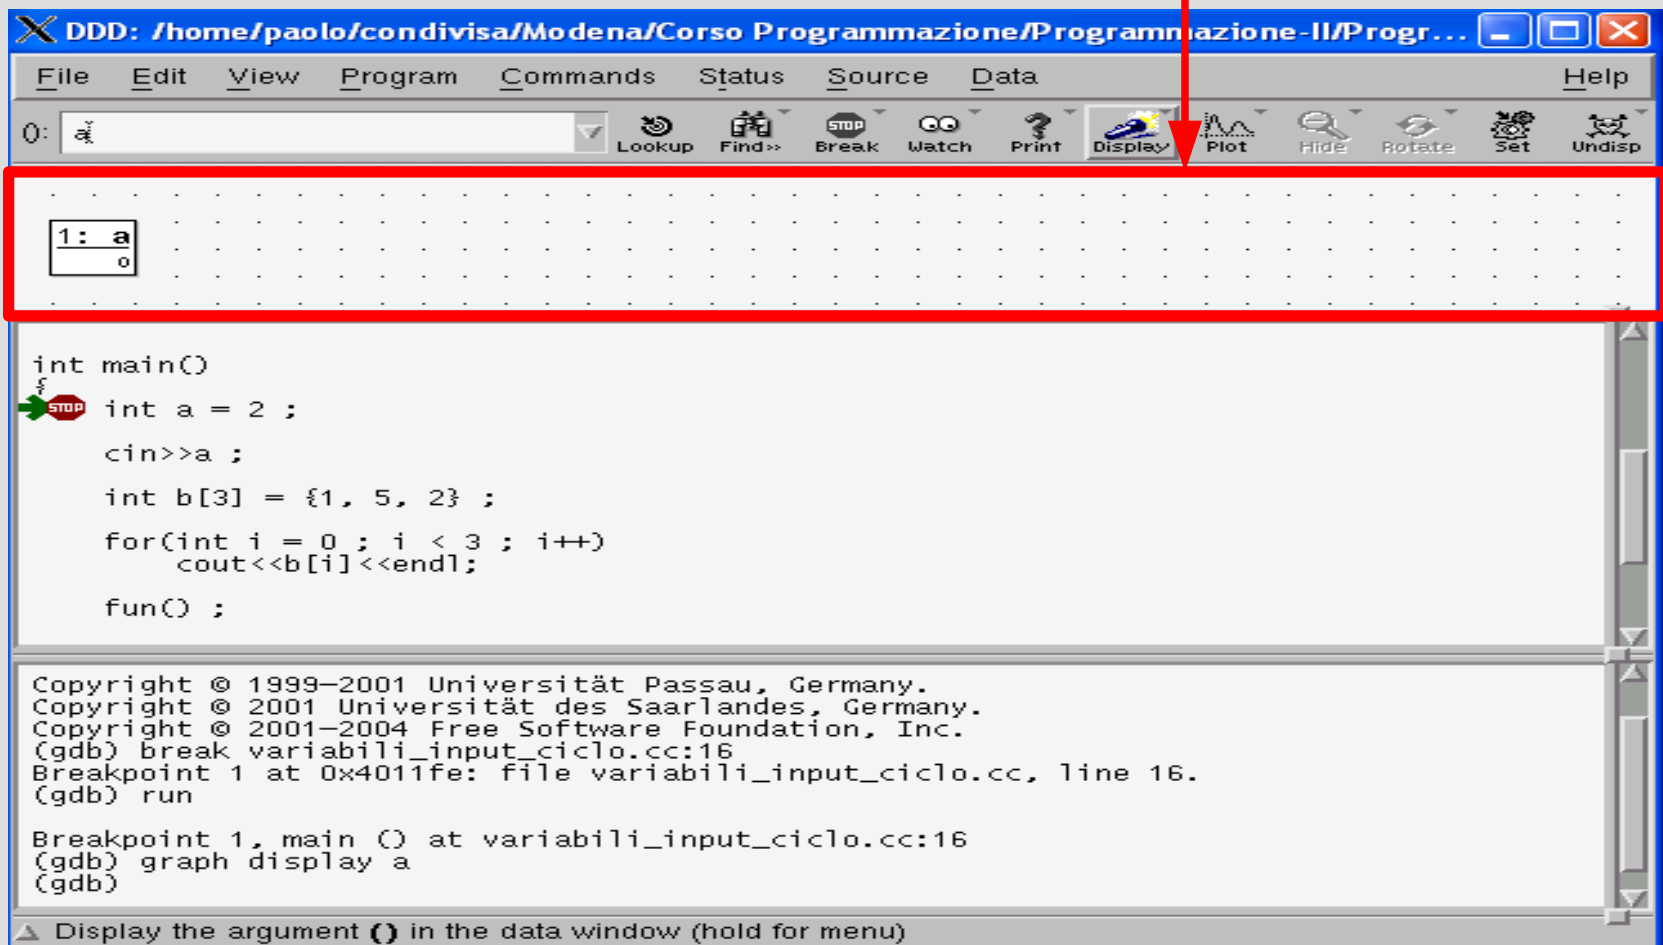 DDD: /home/paolo/condivisa/Modena/Corso Programmazione/Programmazione-II/Progr...
File Edit View Program Commands Status Source Data Help
(): a
Lookup Find» Break Watch Print Display Plot Hide Rotate Set Undisp
STOP
1: a
0
int main()
{
STOP int a = 2 ;
cin>>a ;
int b[3] = {1, 5, 2} ;
for(int i = 0 ; i < 3 ; i++)
cout<<b[i]<<endl;
fun() ;
Copyright © 1999-2001 Universität Passau, Germany.
Copyright © 2001 Universität des Saarlandes, Germany.
Copyright © 2001-2004 Free Software Foundation, Inc.
(gdb) break variabili_input_ciclo.cc:16
Breakpoint 1 at 0x4011fe: file variabili_input_ciclo.cc, line 16.
(gdb) run
Breakpoint 1, main () at variabili_input_ciclo.cc:16
(gdb) graph display a
(gdb)
Display the argument () in the data window (hold for menu)